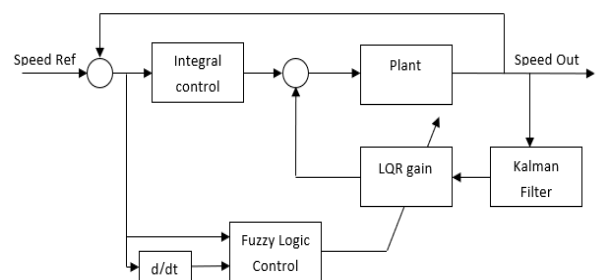 Speed Ref
Integral
control
Plant
Speed Out
LQR gain
Kalman
Filter
Fuzzy Logic
Control
d/dt